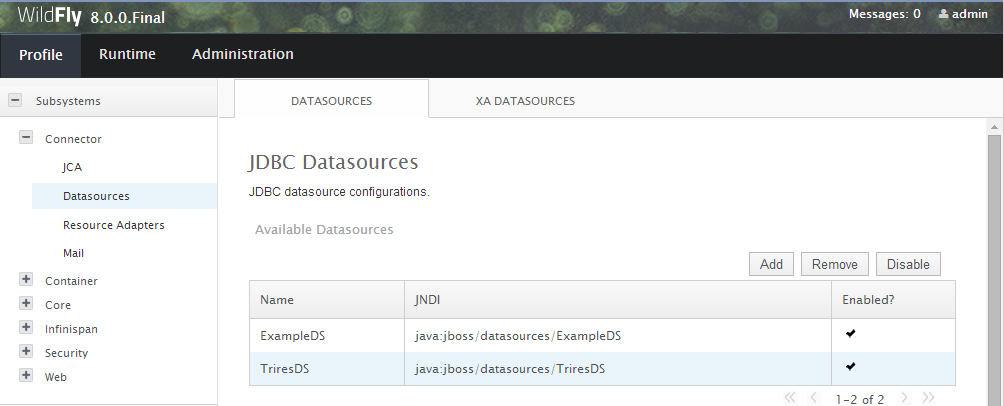 WildFly 8.0.0.Final
Messages: 0 admin
Profile Runtime Administration
Subsystems
Connector
JCA
Datasources
Resource Adapters
Mail
Container
Core
Infinispan
Security
Web
DATASOURCES XA DATASOURCES
JDBC Datasources
JDBC datasource configurations.
Available Datasources
Add Remove Disable
Name JNDI Enabled?
ExampleDS java:jboss/datasources/ExampleDS
TriresDS java:jboss/datasources/TriresDS
1-2 of 2